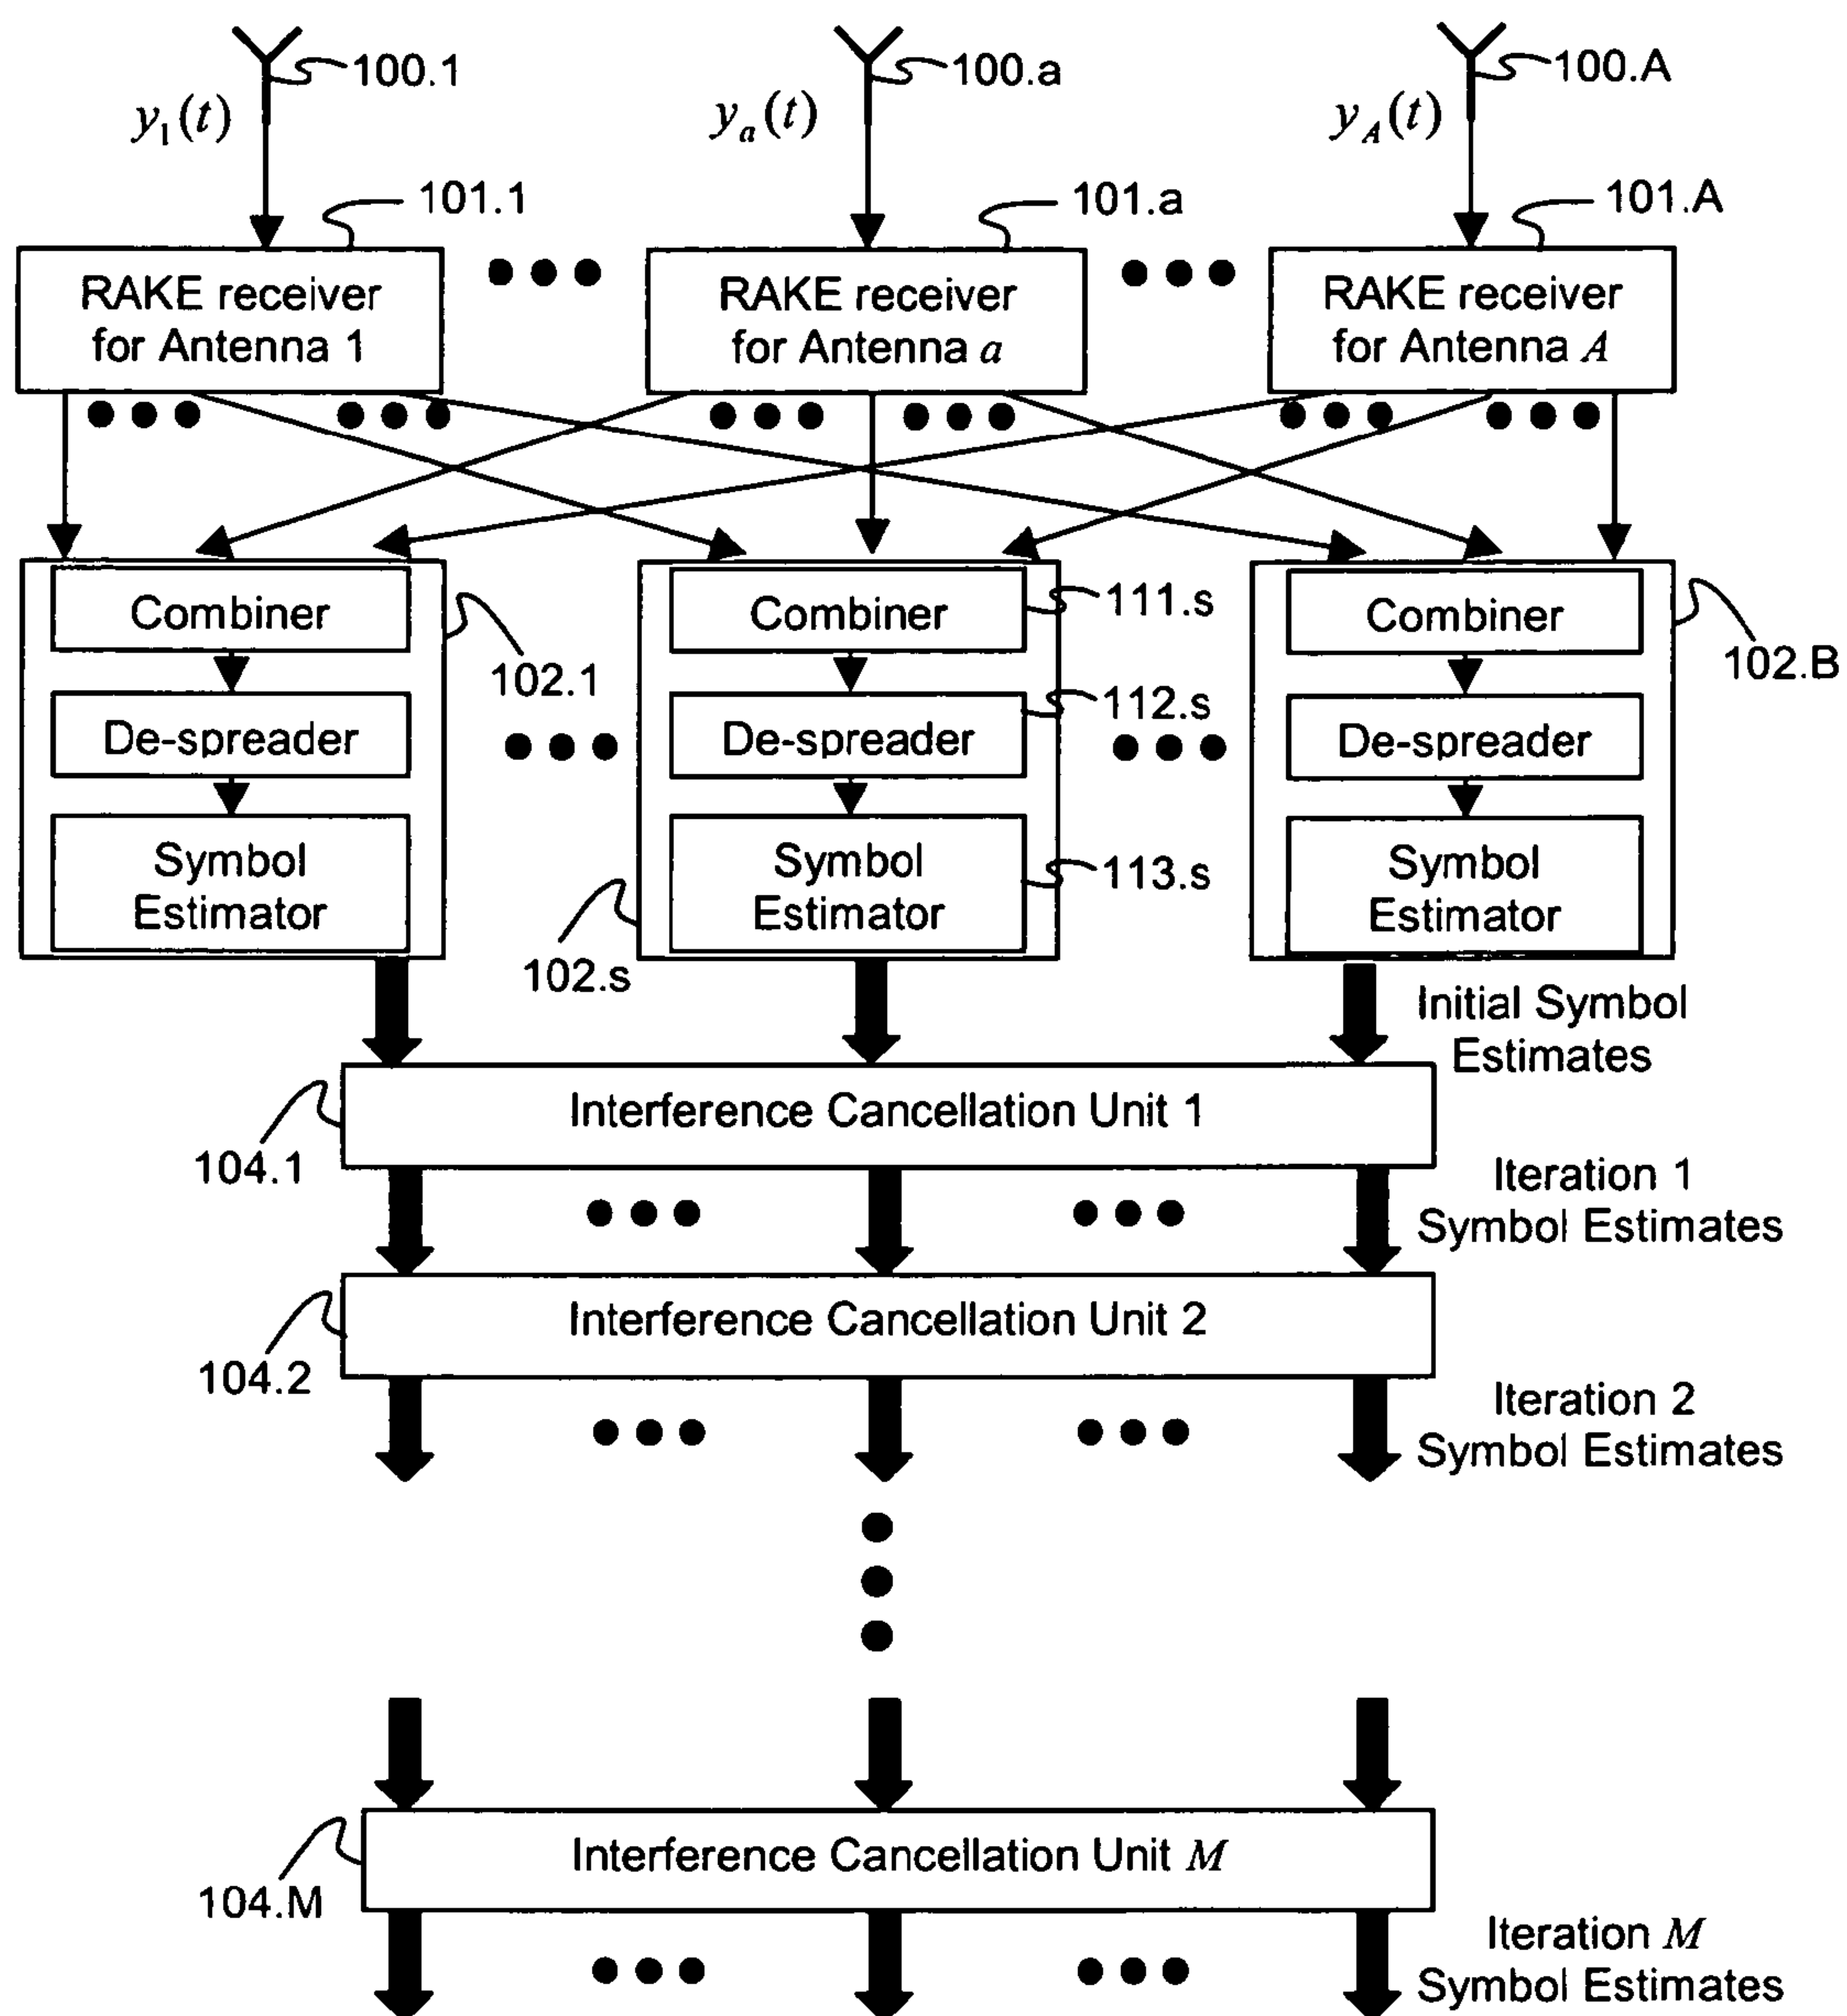 100.1
100.a
100.A
y₁(t)
yₐ(t)
y_A(t)
101.1
101.a
101.A
RAKE receiver
for Antenna 1
RAKE receiver
for Antenna a
RAKE receiver
for Antenna A
Combiner
De-spreader
Symbol
Estimator
102.1
Combiner
De-spreader
Symbol
Estimator
111.s
112.s
113.s
102.s
Combiner
De-spreader
Symbol
Estimator
102.B
Initial Symbol
Estimates
Interference Cancellation Unit 1
104.1
Iteration 1
Symbol Estimates
Interference Cancellation Unit 2
104.2
Iteration 2
Symbol Estimates
Interference Cancellation Unit M
104.M
Iteration M
Symbol Estimates